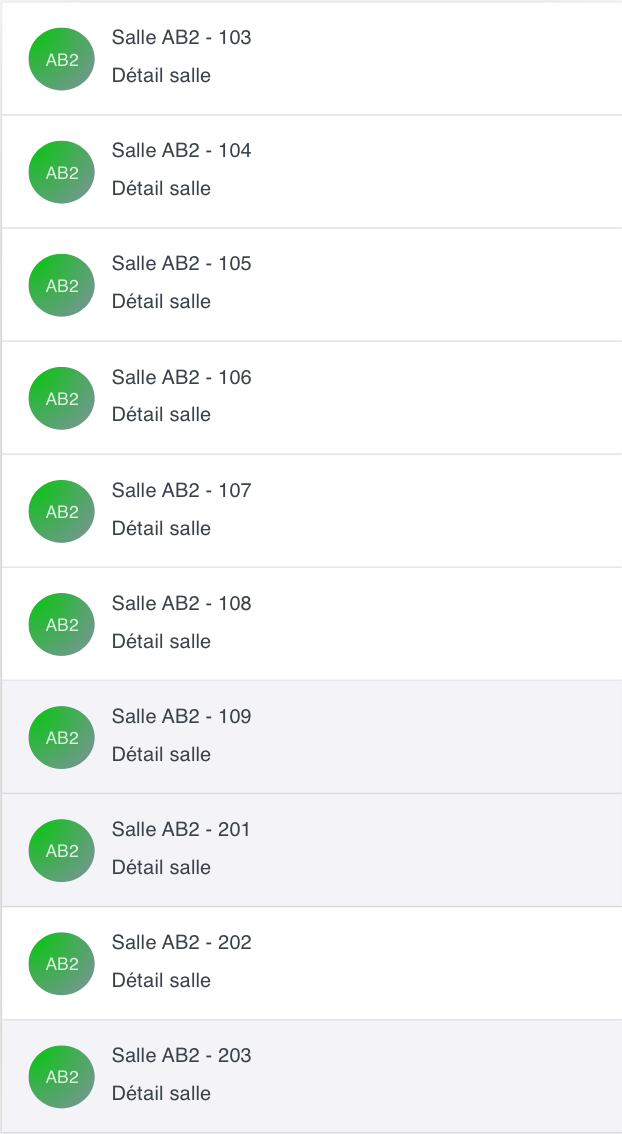 Salle AB2 - 103
AB2
Détail salle
Salle AB2 - 104
AB2
Détail salle
Salle AB2 - 105
AB2
Détail salle
Salle AB2 - 106
AB2
Détail salle
Salle AB2 - 107
AB2
Détail salle
Salle AB2 - 108
AB2
Détail salle
Salle AB2 - 109
AB2
Détail salle
Salle AB2 - 201
AB2
Détail salle
Salle AB2 - 202
AB2
Détail salle
Salle AB2 - 203
AB2
Détail salle